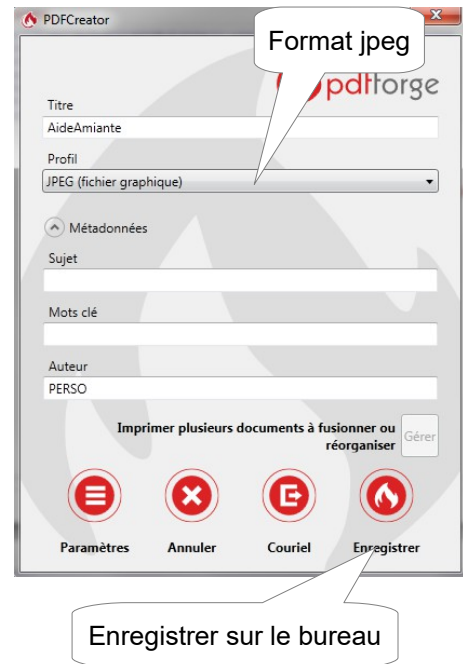 PDFCreator
Format jpeg
pdfforge
Titre
AideAmiante
Profil
JPEG (fichier graphique)
Métadonnées
Sujet
Mots clé
Auteur
PERSO
Imprimer plusieurs documents à fusionner ou
réorganiser
Gérer
Paramètres Annuler Couriel Enregistrer
Enregistrer sur le bureau